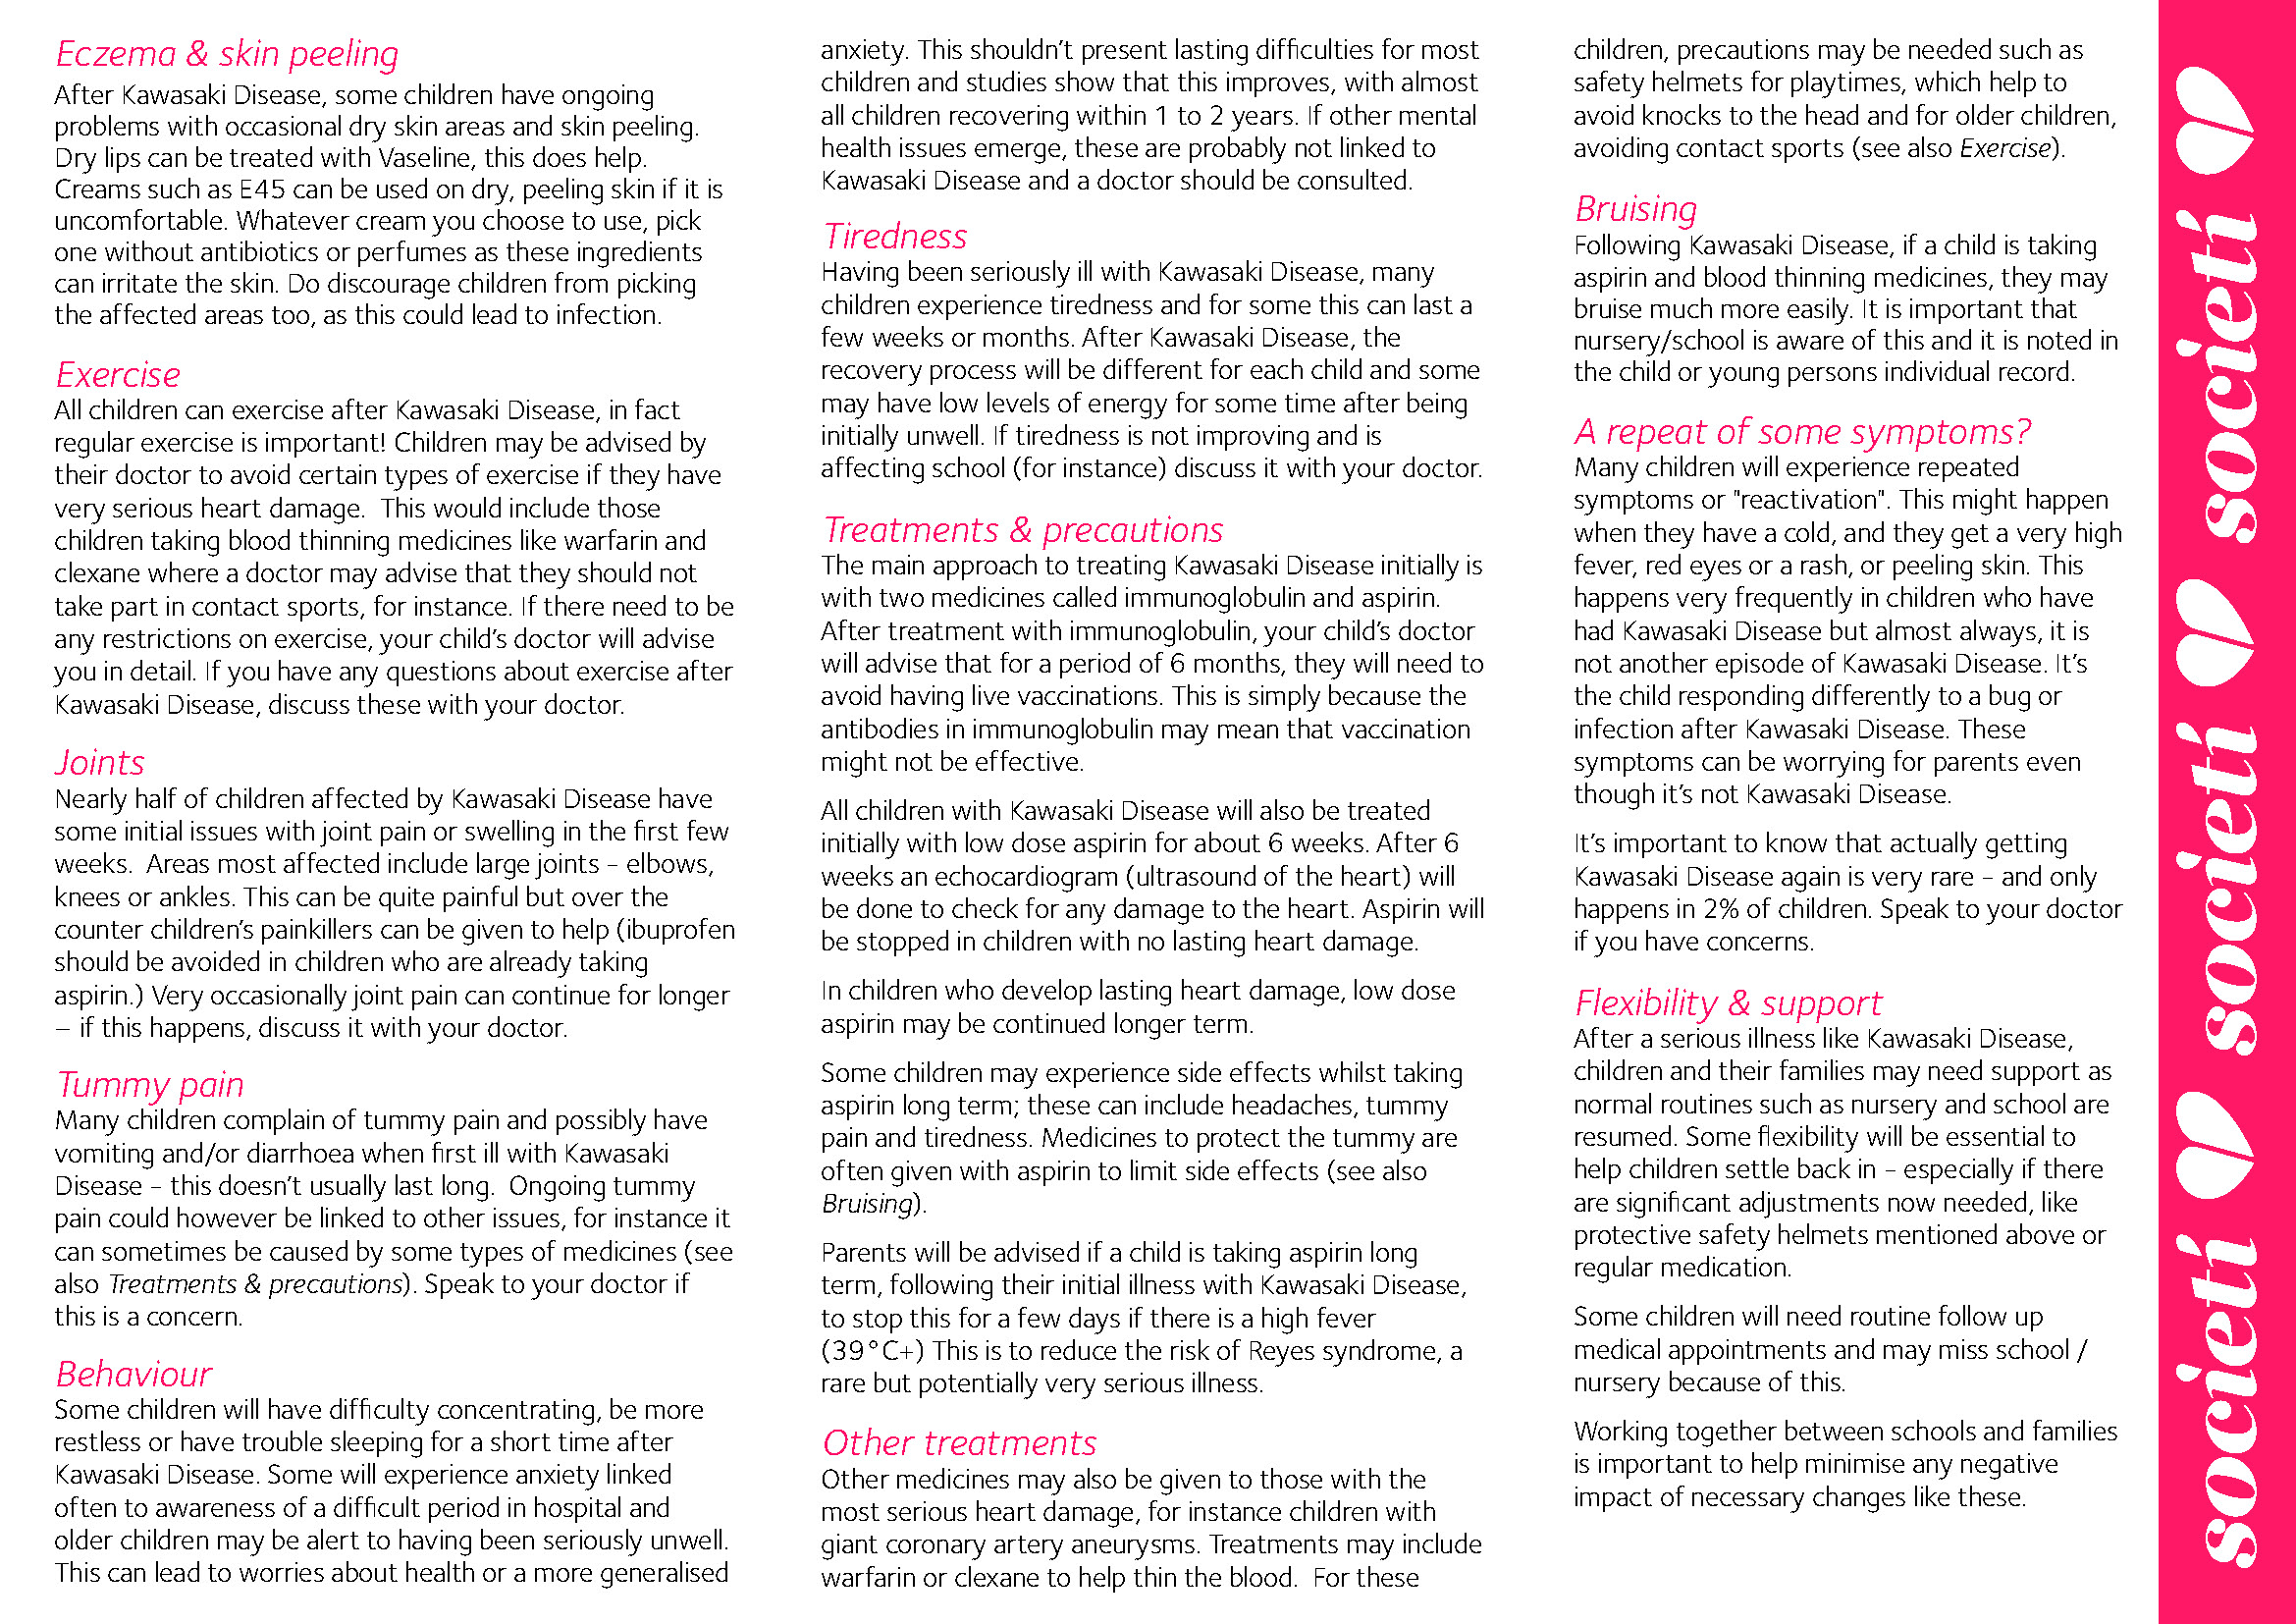 Eczema & skin peeling
After Kawasaki Disease, some children have ongoing
problems with occasional dry skin areas and skin peeling.
Dry lips can be treated with Vaseline, this does help.
Creams such as E45 can be used on dry, peeling skin if it is
uncomfortable. Whatever cream you choose to use, pick
one without antibiotics or perfumes as these ingredients
can irritate the skin. Do discourage children from picking
the affected areas too, as this could lead to infection.
Exercise
All children can exercise after Kawasaki Disease, in fact
regular exercise is important! Children may be advised by
their doctor to avoid certain types of exercise if they have
very serious heart damage.  This would include those
children taking blood thinning medicines like warfarin and
clexane where a doctor may advise that they should not
take part in contact sports, for instance. If there need to be
any restrictions on exercise, your child's doctor will advise
you in detail. If you have any questions about exercise after
Kawasaki Disease, discuss these with your doctor.
Joints
Nearly half of children affected by Kawasaki Disease have
some initial issues with joint pain or swelling in the first few
weeks.  Areas most affected include large joints – elbows,
knees or ankles. This can be quite painful but over the
counter children's painkillers can be given to help (ibuprofen
should be avoided in children who are already taking
aspirin.) Very occasionally joint pain can continue for longer
– if this happens, discuss it with your doctor.
Tummy pain
Many children complain of tummy pain and possibly have
vomiting and/or diarrhoea when first ill with Kawasaki
Disease – this doesn't usually last long.  Ongoing tummy
pain could however be linked to other issues, for instance it
can sometimes be caused by some types of medicines (see
also Treatments & precautions). Speak to your doctor if
this is a concern.
Behaviour
Some children will have difficulty concentrating, be more
restless or have trouble sleeping for a short time after
Kawasaki Disease. Some will experience anxiety linked
often to awareness of a difficult period in hospital and
older children may be alert to having been seriously unwell.
This can lead to worries about health or a more generalised
anxiety. This shouldn't present lasting difficulties for most
children and studies show that this improves, with almost
all children recovering within 1 to 2 years. If other mental
health issues emerge, these are probably not linked to
Kawasaki Disease and a doctor should be consulted.
Tiredness
Having been seriously ill with Kawasaki Disease, many
children experience tiredness and for some this can last a
few weeks or months. After Kawasaki Disease, the
recovery process will be different for each child and some
may have low levels of energy for some time after being
initially unwell. If tiredness is not improving and is
affecting school (for instance) discuss it with your doctor.
Treatments & precautions
The main approach to treating Kawasaki Disease initially is
with two medicines called immunoglobulin and aspirin.
After treatment with immunoglobulin, your child's doctor
will advise that for a period of 6 months, they will need to
avoid having live vaccinations. This is simply because the
antibodies in immunoglobulin may mean that vaccination
might not be effective.
All children with Kawasaki Disease will also be treated
initially with low dose aspirin for about 6 weeks. After 6
weeks an echocardiogram (ultrasound of the heart) will
be done to check for any damage to the heart. Aspirin will
be stopped in children with no lasting heart damage.
In children who develop lasting heart damage, low dose
aspirin may be continued longer term.
Some children may experience side effects whilst taking
aspirin long term; these can include headaches, tummy
pain and tiredness. Medicines to protect the tummy are
often given with aspirin to limit side effects (see also
Bruising).
Parents will be advised if a child is taking aspirin long
term, following their initial illness with Kawasaki Disease,
to stop this for a few days if there is a high fever
(39°C+) This is to reduce the risk of Reyes syndrome, a
rare but potentially very serious illness.
Other treatments
Other medicines may also be given to those with the
most serious heart damage, for instance children with
giant coronary artery aneurysms. Treatments may include
warfarin or clexane to help thin the blood.  For these
children, precautions may be needed such as
safety helmets for playtimes, which help to
avoid knocks to the head and for older children,
avoiding contact sports (see also Exercise).
Bruising
Following Kawasaki Disease, if a child is taking
aspirin and blood thinning medicines, they may
bruise much more easily. It is important that
nursery/school is aware of this and it is noted in
the child or young persons individual record.
A repeat of some symptoms?
Many children will experience repeated
symptoms or "reactivation". This might happen
when they have a cold, and they get a very high
fever, red eyes or a rash, or peeling skin. This
happens very frequently in children who have
had Kawasaki Disease but almost always, it is
not another episode of Kawasaki Disease. It's
the child responding differently to a bug or
infection after Kawasaki Disease. These
symptoms can be worrying for parents even
though it's not Kawasaki Disease.
It's important to know that actually getting
Kawasaki Disease again is very rare – and only
happens in 2% of children. Speak to your doctor
if you have concerns.
Flexibility & support
After a serious illness like Kawasaki Disease,
children and their families may need support as
normal routines such as nursery and school are
resumed. Some flexibility will be essential to
help children settle back in – especially if there
are significant adjustments now needed, like
protective safety helmets mentioned above or
regular medication.
Some children will need routine follow up
medical appointments and may miss school /
nursery because of this.
Working together between schools and families
is important to help minimise any negative
impact of necessary changes like these.
societi societi societi